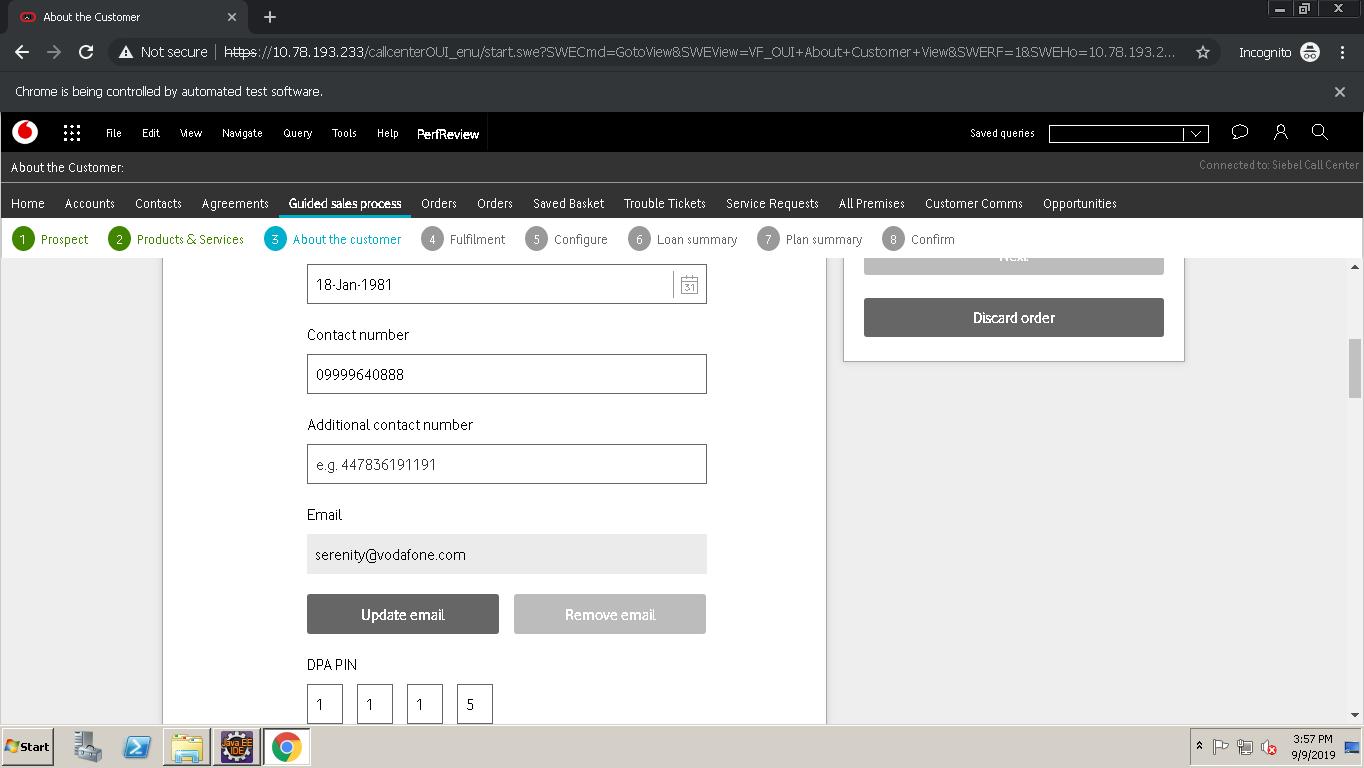 About the Customer
Not secure https://10.78.193.233/callcenterOUI_enu/start.swe?SWECmd=GotoView&SWEView=VF_OUI+About+Customer+View&SWERF=1&SWEHo=10.78.193.2... Incognito
Chrome is being controlled by automated test software.
File Edit View Navigate Query Tools Help PerfReview Saved queries
About the Customer: Connected to: Siebel Call Center
Home Accounts Contacts Agreements Guided sales process Orders Orders Saved Basket Trouble Tickets Service Requests All Premises Customer Comms Opportunities
1 Prospect 2 Products & Services 3 About the customer 4 Fulfilment 5 Configure 6 Loan summary 7 Plan summary 8 Confirm
Next
18-Jan-1981 31
Discard order
Contact number
09999640888
Additional contact number
e.g. 447836191191
Email
serenity@vodafone.com
Update email Remove email
DPA PIN
1 1 1 5
Start Java EE IDE 3:57 PM
9/9/2019